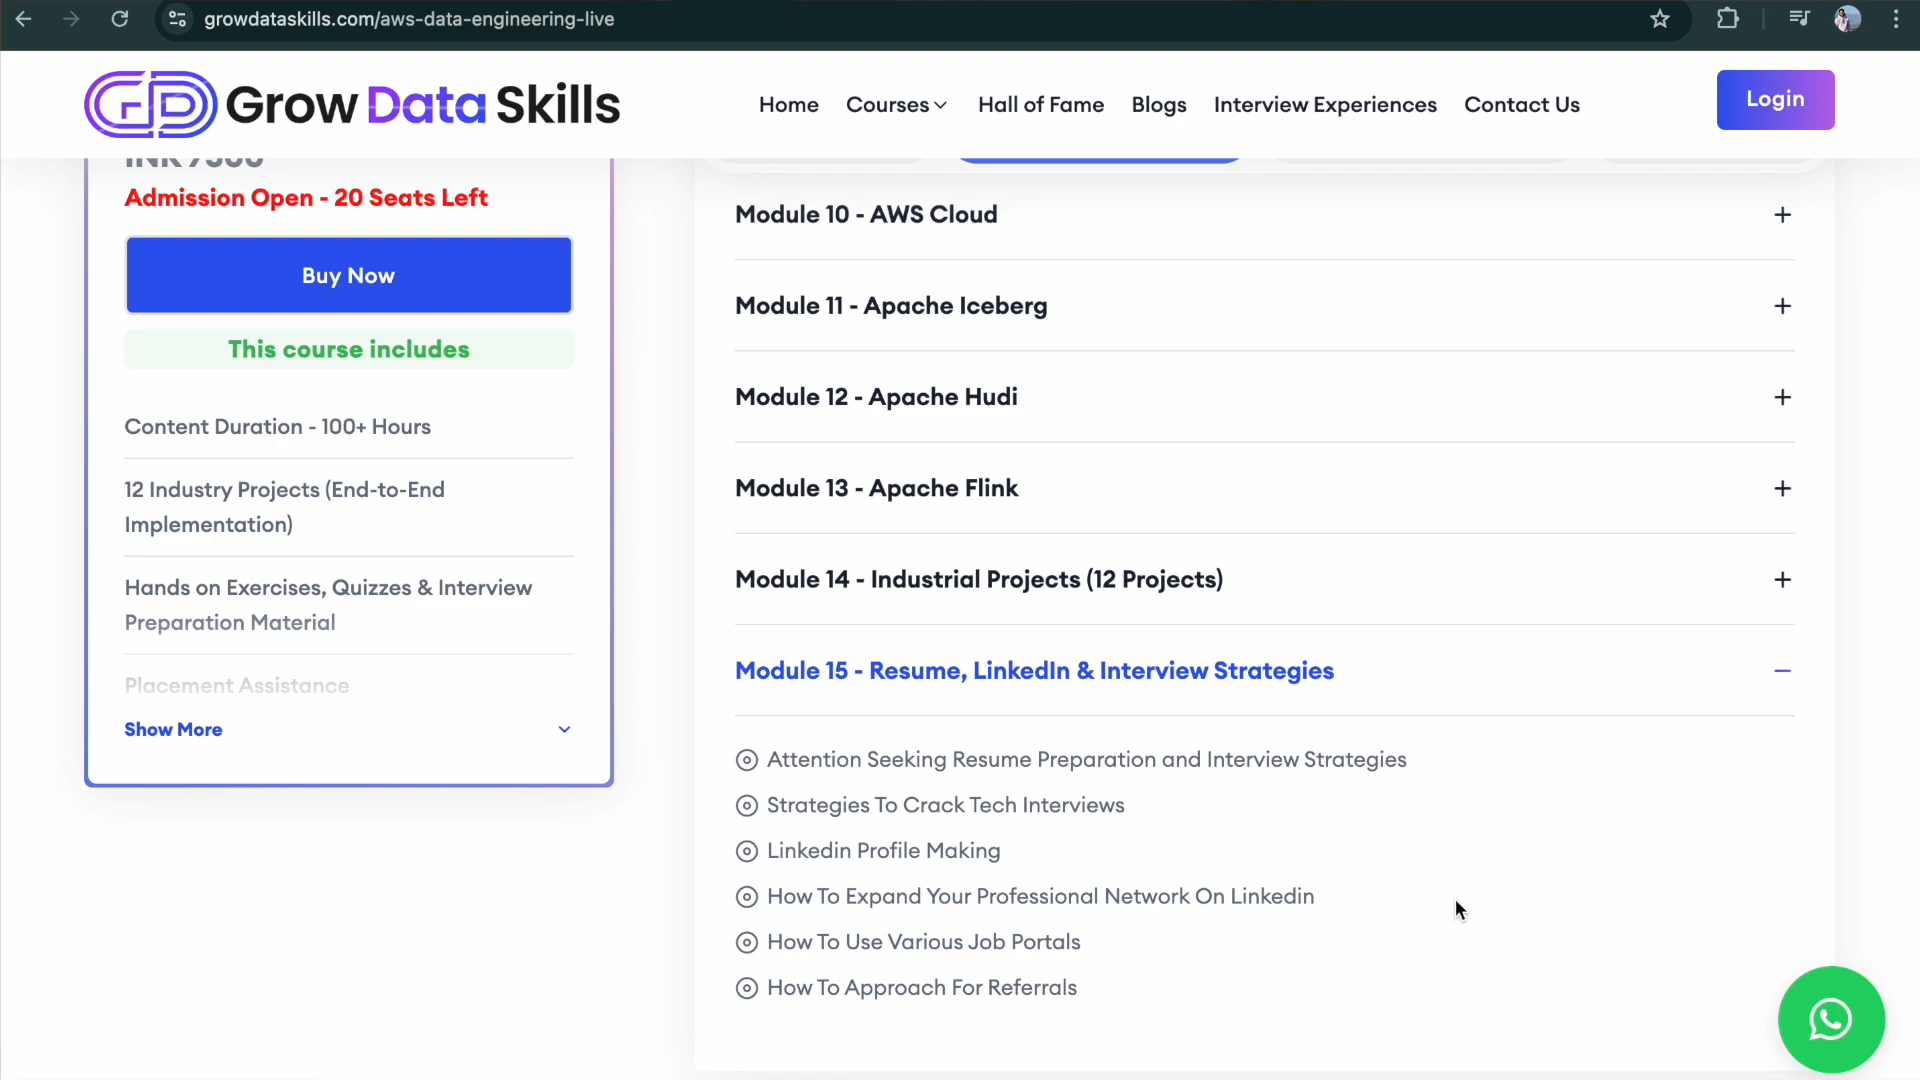 growdataskills.com/aws-data-engineering-live
Grow Data Skills
Home
Courses
Hall of Fame
Blogs
Interview Experiences
Contact Us
Login
Admission Open - 20 Seats Left
Buy Now
This course includes
Content Duration - 100+ Hours
12 Industry Projects (End-to-End
Implementation)
Hands on Exercises, Quizzes & Interview
Preparation Material
Placement Assistance
Show More
Module 10 - AWS Cloud
Module 11 - Apache Iceberg
Module 12 - Apache Hudi
Module 13 - Apache Flink
Module 14 - Industrial Projects (12 Projects)
Module 15 - Resume, LinkedIn & Interview Strategies
Attention Seeking Resume Preparation and Interview Strategies
Strategies To Crack Tech Interviews
Linkedin Profile Making
How To Expand Your Professional Network On Linkedin
How To Use Various Job Portals
How To Approach For Referrals